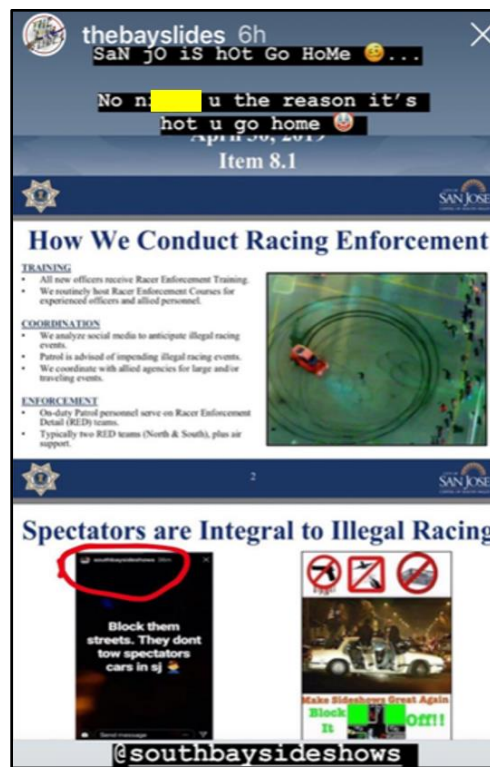 thebayslides 6h
SaN jO iS hOt Go HoMe 🥴...
No ni u the reason it's
hot u go home 🤡
April 30, 2019
Item 8.1
SAN JOSE
How We Conduct Racing Enforcement
TRAINING
• All new officers receive Racer Enforcement Training.
• We routinely host Racer Enforcement Courses for
experienced officers and allied personnel.
COORDINATION
• We analyze social media to anticipate illegal racing
events.
• Patrol is advised of impending illegal racing events.
• We coordinate with allied agencies for large and/or
traveling events.
ENFORCEMENT
• On-duty Patrol personnel serve on Racer Enforcement
Detail (RED) teams.
• Typically two RED teams (North & South), plus air
support.
2
SAN JOSE
Spectators are Integral to Illegal Racing
southbaysideshows 38m
Block them
streets. They dont
tow spectators
cars in sj
Send message
Make Sideshows Great Again
Block
It
Off!!
@southbaysideshows